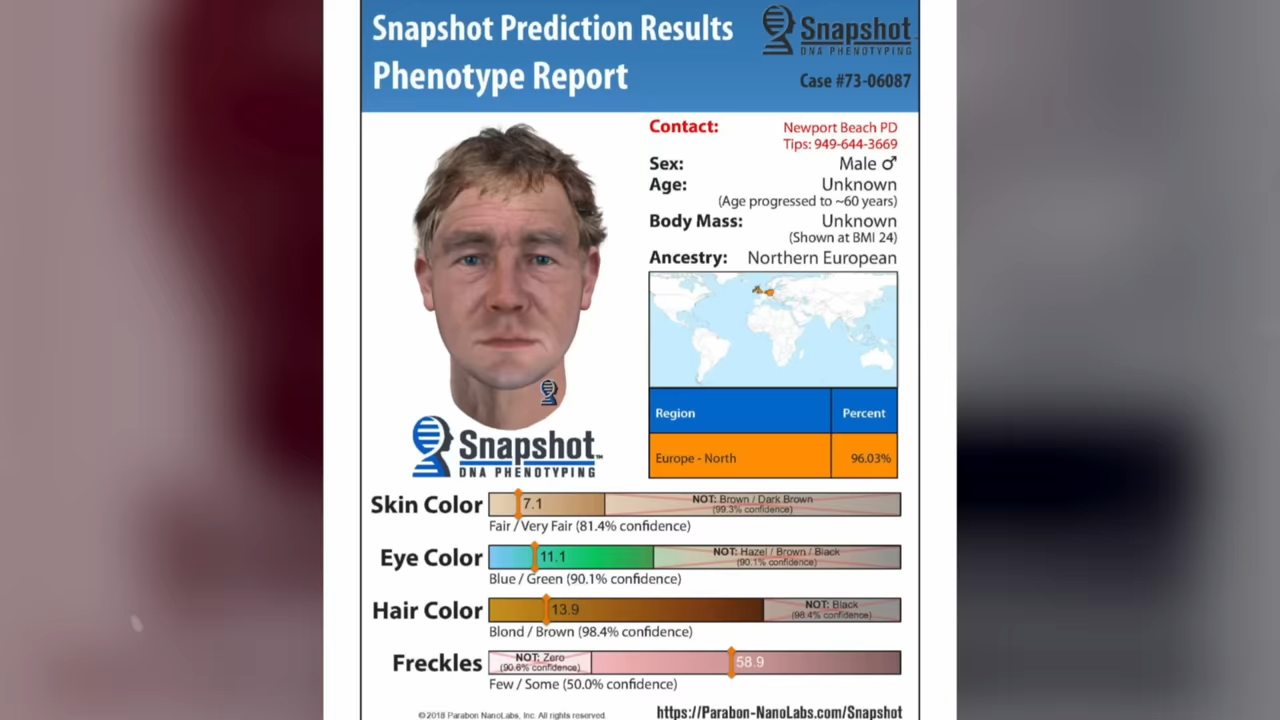 Snapshot Prediction Results
Phenotype Report
Snapshot
DNA PHENOTYPING
Case #73-06087
Contact: Newport Beach PD
Tips: 949-644-3669
Sex: Male ♂
Age: Unknown
(Age progressed to ~60 years)
Body Mass: Unknown
(Shown at BMI 24)
Ancestry: Northern European
Region Percent
Europe - North 96.03%
Snapshot™
DNA PHENOTYPING
Skin Color 7.1 NOT: Brown / Dark Brown
(99.3% confidence)
Fair / Very Fair (81.4% confidence)
Eye Color 11.1 NOT: Hazel / Brown / Black
(90.1% confidence)
Blue / Green (90.1% confidence)
Hair Color 13.9 NOT: Black
(98.4% confidence)
Blond / Brown (98.4% confidence)
Freckles NOT: Zero 58.9
(90.6% confidence)
Few / Some (50.0% confidence)
©2018 Parabon NanoLabs, Inc. All rights reserved.
https://Parabon-NanoLabs.com/Snapshot